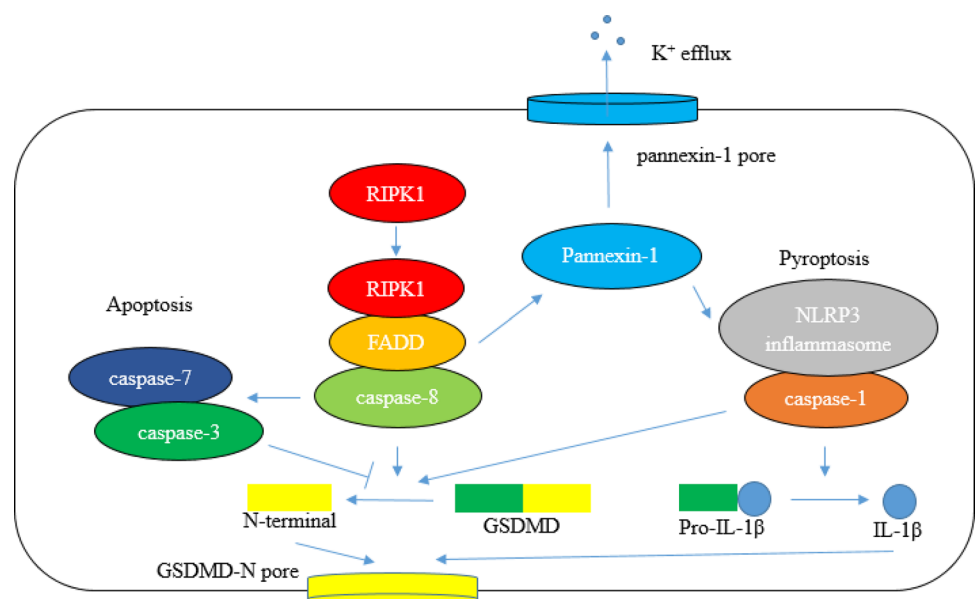 K⁺ efflux
pannexin-1 pore
RIPK1
Pannexin-1
Pyroptosis
RIPK1
Apoptosis
NLRP3
inflammasome
FADD
caspase-7
caspase-8
caspase-1
caspase-3
N-terminal
GSDMD
Pro-IL-1β
IL-1β
GSDMD-N pore